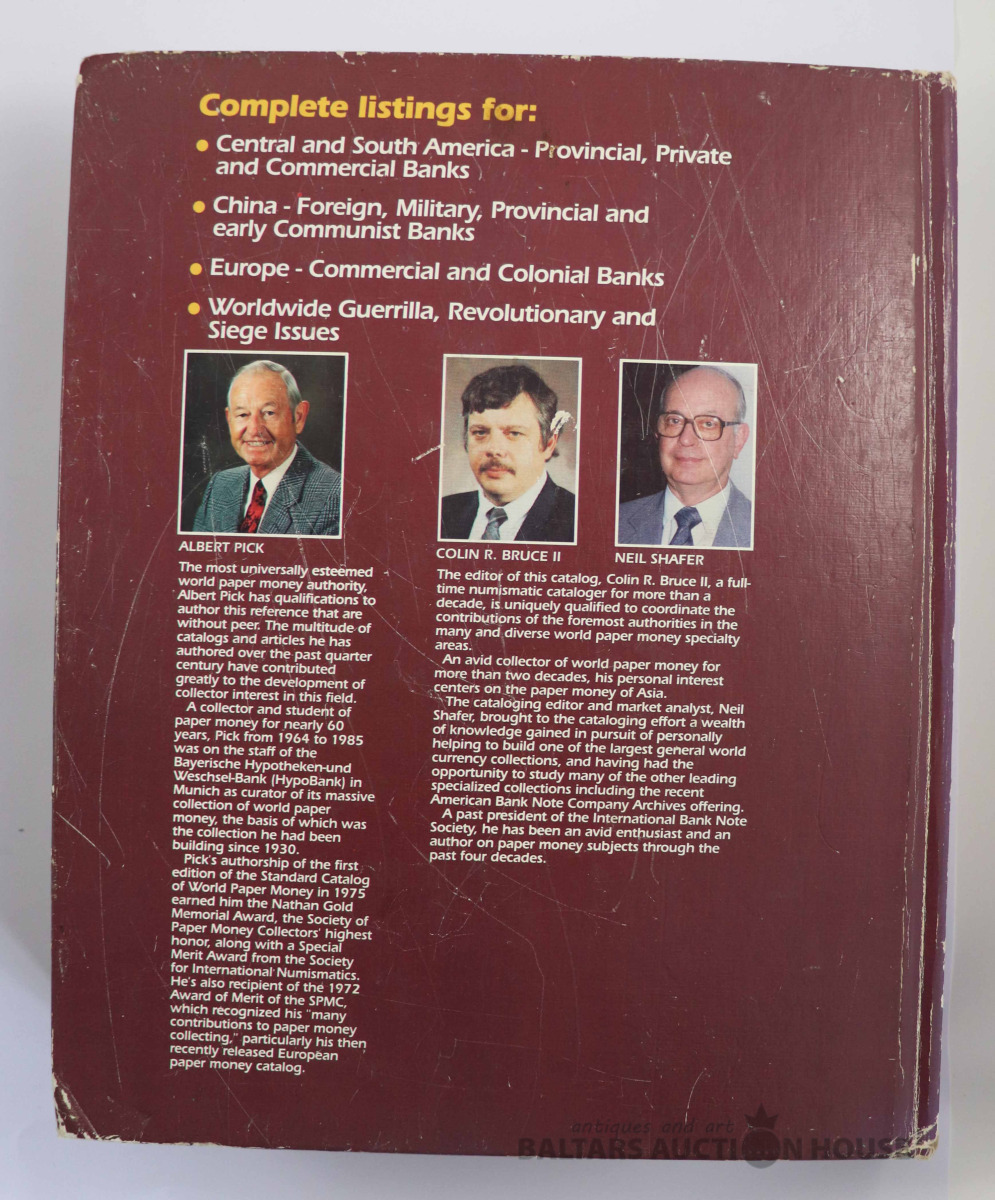 Complete listings for:
• Central and South America - Provincial, Private
and Commercial Banks
• China - Foreign, Military, Provincial and
early Communist Banks
• Europe - Commercial and Colonial Banks
• Worldwide Guerrilla, Revolutionary and
Siege Issues
ALBERT PICK
The most universally esteemed
world paper money authority,
Albert Pick has qualifications to
author this reference that are
without peer. The multitude of
catalogs and articles he has
authored over the past quarter
century have contributed
greatly to the development of
collector interest in this field.
A collector and student of
paper money for nearly 60
years, Pick from 1964 to 1985
was on the staff of the
Bayerische Hypotheken-und
Weschsel-Bank (HypoBank) in
Munich as curator of its massive
collection of world paper
money, the basis of which was
the collection he had been
building since 1930.
Pick's authorship of the first
edition of the Standard Catalog
of World Paper Money in 1975
earned him the Nathan Gold
Memorial Award, the Society of
Paper Money Collectors' highest
honor, along with a Special
Merit Award from the Society
for International Numismatics.
He's also recipient of the 1972
Award of Merit of the SPMC,
which recognized his "many
contributions to paper money
collecting," particularly his then
recently released European
paper money catalog.
COLIN R. BRUCE II
NEIL SHAFER
The editor of this catalog, Colin R. Bruce II, a full-
time numismatic cataloger for more than a
decade, is uniquely qualified to coordinate the
contributions of the foremost authorities in the
many and diverse world paper money specialty
areas.
An avid collector of world paper money for
more than two decades, his personal interest
centers on the paper money of Asia.
The cataloging editor and market analyst, Neil
Shafer, brought to the cataloging effort a wealth
of knowledge gained in pursuit of personally
helping to build one of the largest general world
currency collections, and having had the
opportunity to study many of the other leading
specialized collections including the recent
American Bank Note Company Archives offering.
A past president of the International Bank Note
Society, he has been an avid enthusiast and an
author on paper money subjects through the
past four decades.
antiques and art
BALTARS AUCTION HOUSE